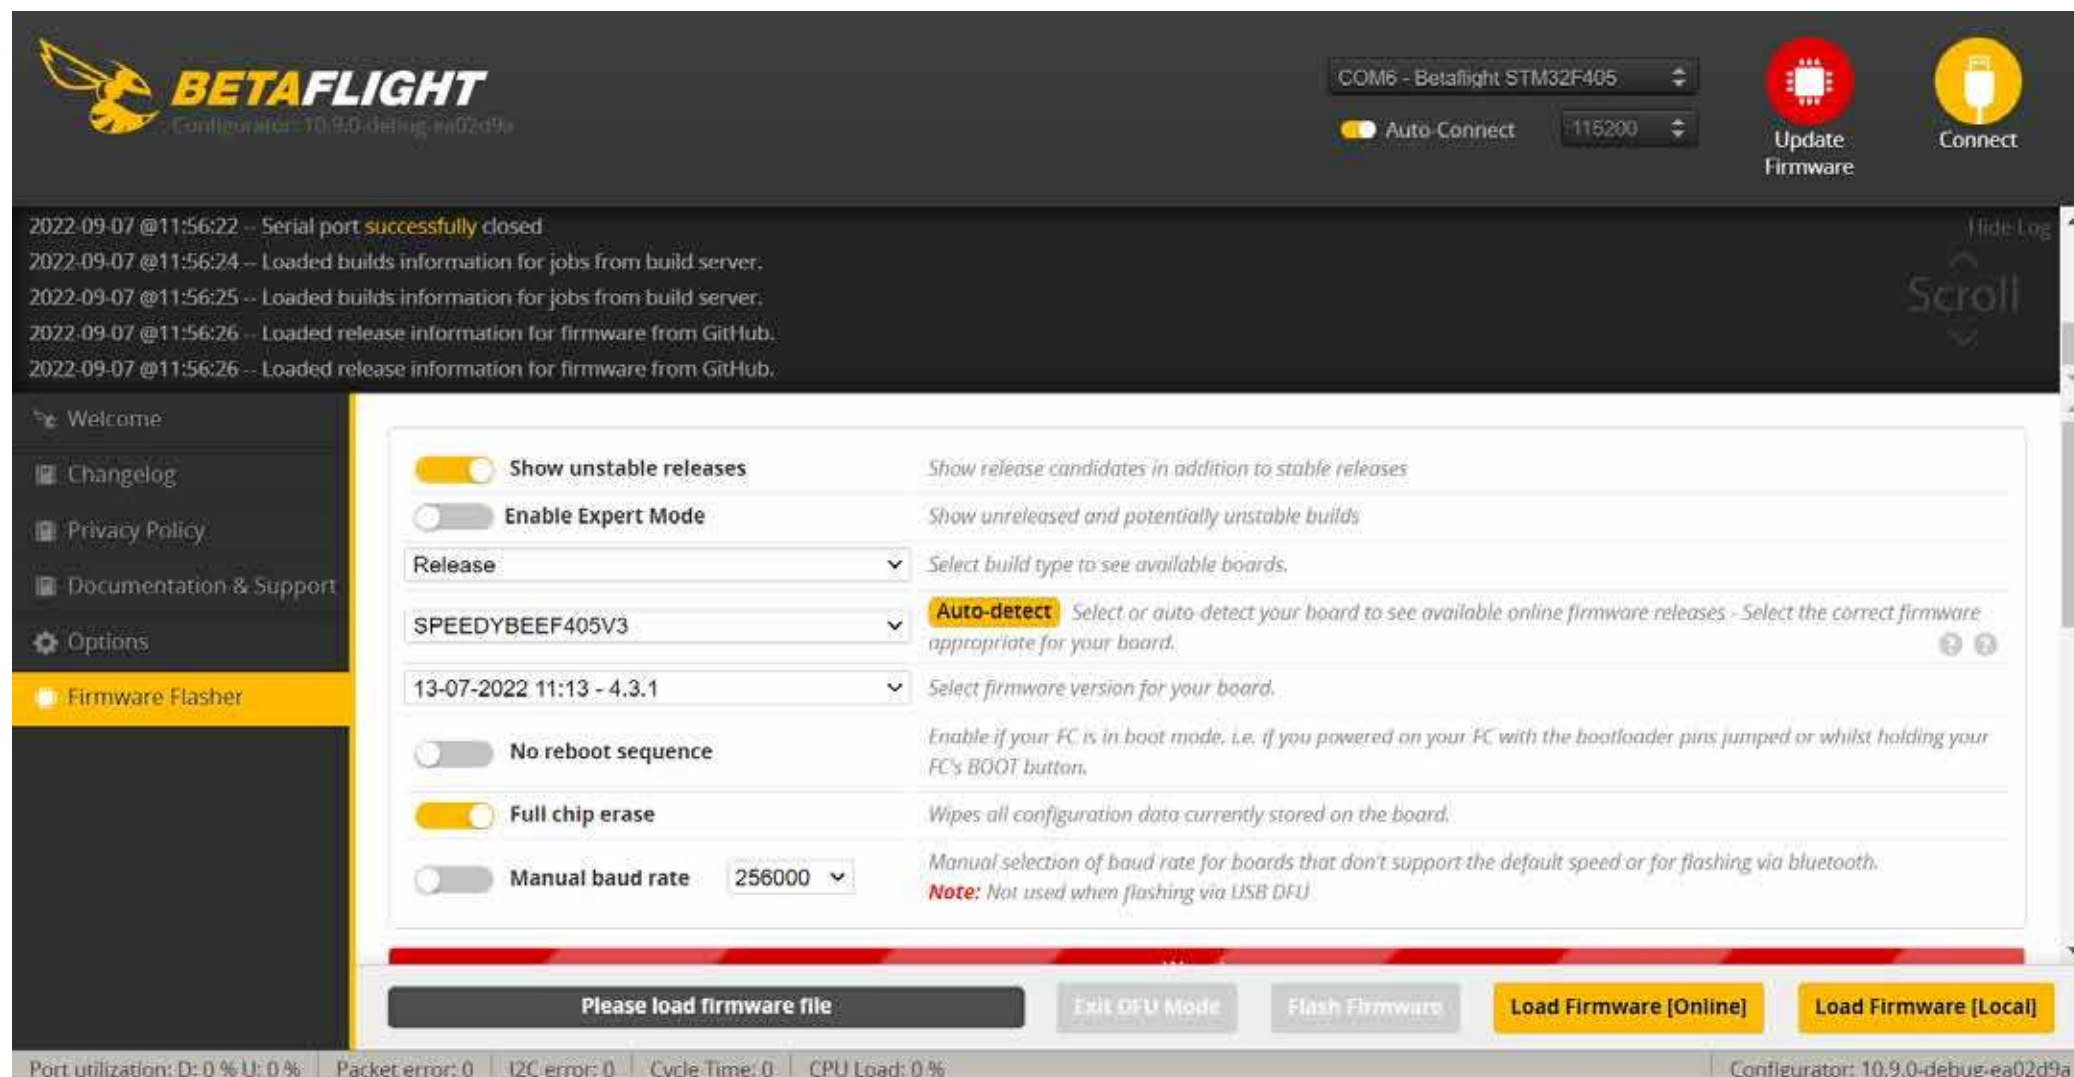 BETAFLIGHT
Configurator: 10.9.0-debug-ea02d9a
COM6 - Betaflight STM32F405
Auto-Connect
115200
Update
Firmware
Connect
2022-09-07 @11:56:22 -- Serial port successfully closed
2022-09-07 @11:56:24 -- Loaded builds information for jobs from build server.
2022-09-07 @11:56:25 -- Loaded builds information for jobs from build server.
2022-09-07 @11:56:26 -- Loaded release information for firmware from GitHub.
2022-09-07 @11:56:26 -- Loaded release information for firmware from GitHub.
Hide Log
Scroll
Welcome
Changelog
Privacy Policy
Documentation & Support
Options
Firmware Flasher
Show unstable releases
Show release candidates in addition to stable releases
Enable Expert Mode
Show unreleased and potentially unstable builds
Release
Select build type to see available boards.
SPEEDYBEEF405V3
Auto-detect Select or auto-detect your board to see available online firmware releases - Select the correct firmware
appropriate for your board.
13-07-2022 11:13 - 4.3.1
Select firmware version for your board.
No reboot sequence
Enable if your FC is in boot mode. i.e. if you powered on your FC with the bootloader pins jumped or whilst holding your
FC's BOOT button.
Full chip erase
Wipes all configuration data currently stored on the board.
Manual baud rate 256000
Manual selection of baud rate for boards that don't support the default speed or for flashing via bluetooth.
Note: Not used when flashing via USB DFU
Please load firmware file
Exit DFU Mode
Flash Firmware
Load Firmware [Online]
Load Firmware [Local]
Port utilization: D: 0 % U: 0 %
Packet error: 0
I2C error: 0
Cycle Time: 0
CPU Load: 0 %
Configurator: 10.9.0-debug-ea02d9a